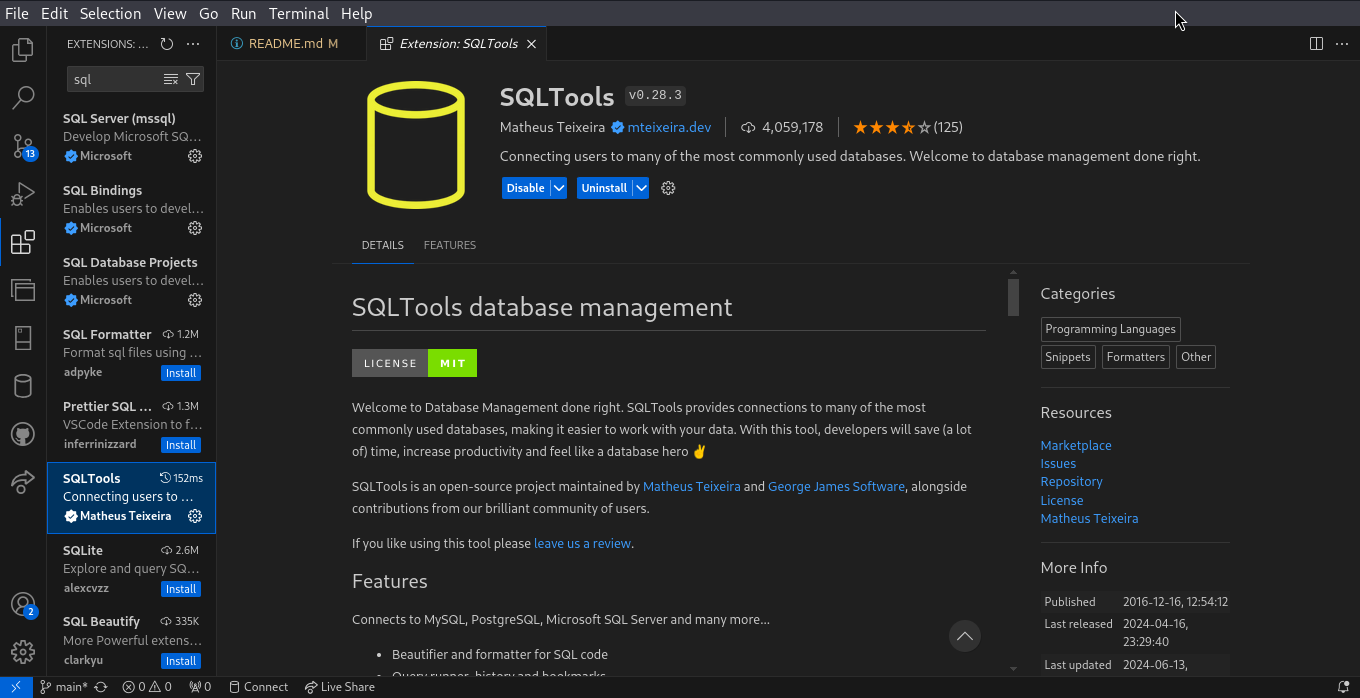 File Edit Selection View Go Run Terminal Help
EXTENSIONS: ...
sql
SQL Server (mssql)
Develop Microsoft SQ...
Microsoft
SQL Bindings
Enables users to devel...
Microsoft
SQL Database Projects
Enables users to devel...
Microsoft
SQL Formatter 1.2M
Format sql files using ...
adpyke Install
Prettier SQL ... 1.3M
VSCode Extension to f...
inferrinizzard Install
SQLTools 152ms
Connecting users to ...
Matheus Teixeira
SQLite 2.6M
Explore and query SQ...
alexcvzz Install
SQL Beautify 335K
More Powerful extens...
clarkyu Install
13
2
README.md M
Extension: SQLTools
SQLTools v0.28.3
Matheus Teixeira mteixeira.dev 4,059,178 (125)
Connecting users to many of the most commonly used databases. Welcome to database management done right.
Disable Uninstall
DETAILS FEATURES
SQLTools database management
LICENSE MIT
Welcome to Database Management done right. SQLTools provides connections to many of the most
commonly used databases, making it easier to work with your data. With this tool, developers will save (a lot
of) time, increase productivity and feel like a database hero ✌
SQLTools is an open-source project maintained by Matheus Teixeira and George James Software, alongside
contributions from our brilliant community of users.
If you like using this tool please leave us a review.
Features
Connects to MySQL, PostgreSQL, Microsoft SQL Server and many more...
• Beautifier and formatter for SQL code
• Query runner, history and bookmarks
Categories
Programming Languages
Snippets Formatters Other
Resources
Marketplace
Issues
Repository
License
Matheus Teixeira
More Info
Published 2016-12-16, 12:54:12
Last released 2024-04-16,
23:29:40
Last updated 2024-06-13,
main* 0 0 0 Connect Live Share